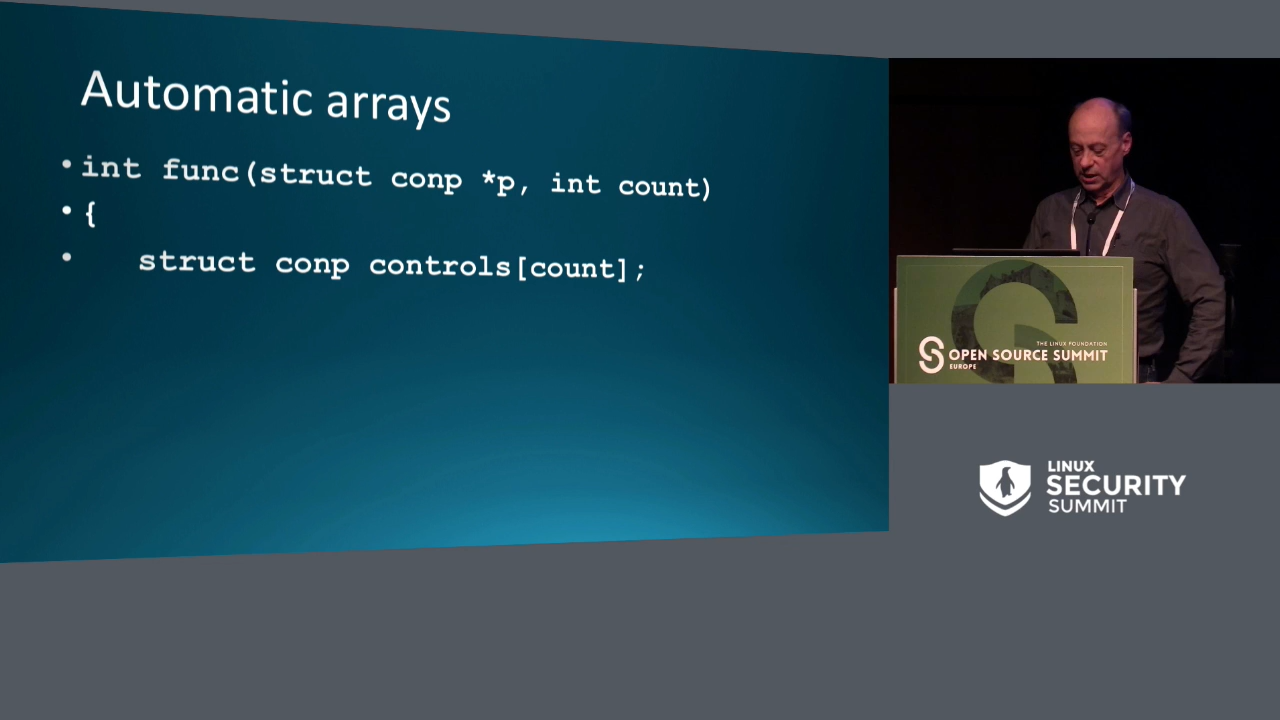 Automatic arrays
• int func(struct conp *p, int count)
• {
• struct conp controls[count];
THE LINUX FOUNDATION
OPEN SOURCE SUMMIT
EUROPE
LINUX
SECURITY
SUMMIT